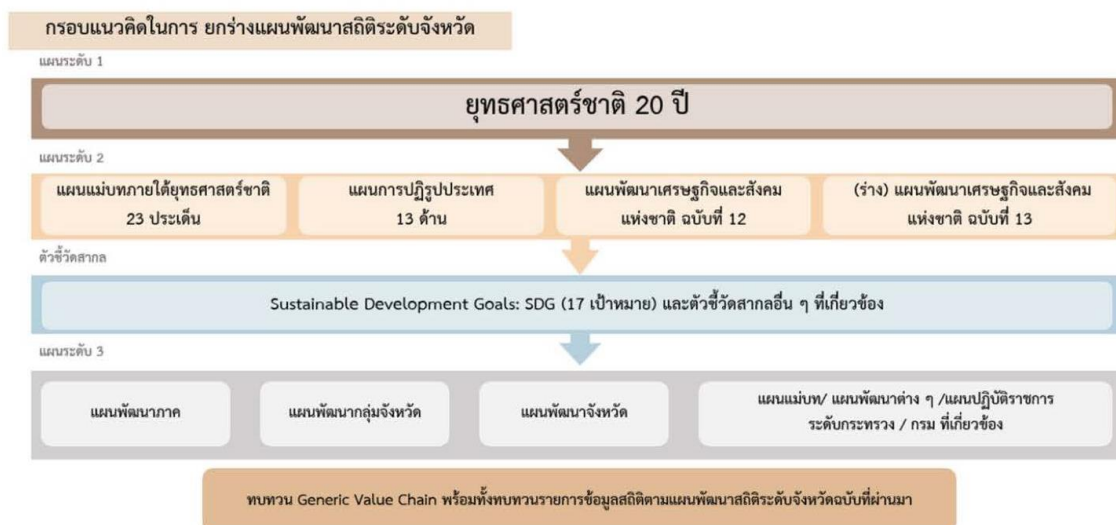 กรอบแนวคิดในการ ยกร่างแผนพัฒนาสถิติระดับจังหวัด
แผนระดับ 1
ยุทธศาสตร์ชาติ 20 ปี
แผนระดับ 2
แผนแม่บทภายใต้ยุทธศาสตร์ชาติ
23 ประเด็น
แผนการปฏิรูปประเทศ
13 ด้าน
แผนพัฒนาเศรษฐกิจและสังคม
แห่งชาติ ฉบับที่ 12
(ร่าง) แผนพัฒนาเศรษฐกิจและสังคม
แห่งชาติ ฉบับที่ 13
ตัวชี้วัดสากล
Sustainable Development Goals: SDG (17 เป้าหมาย) และตัวชี้วัดสากลอื่น ๆ ที่เกี่ยวข้อง
แผนระดับ 3
แผนพัฒนาภาค
แผนพัฒนากลุ่มจังหวัด
แผนพัฒนาจังหวัด
แผนแม่บท/ แผนพัฒนาต่าง ๆ /แผนปฏิบัติราชการ
ระดับกระทรวง / กรม ที่เกี่ยวข้อง
ทบทวน Generic Value Chain พร้อมทั้งทบทวนรายการข้อมูลสถิติตามแผนพัฒนาสถิติระดับจังหวัดฉบับที่ผ่านมา